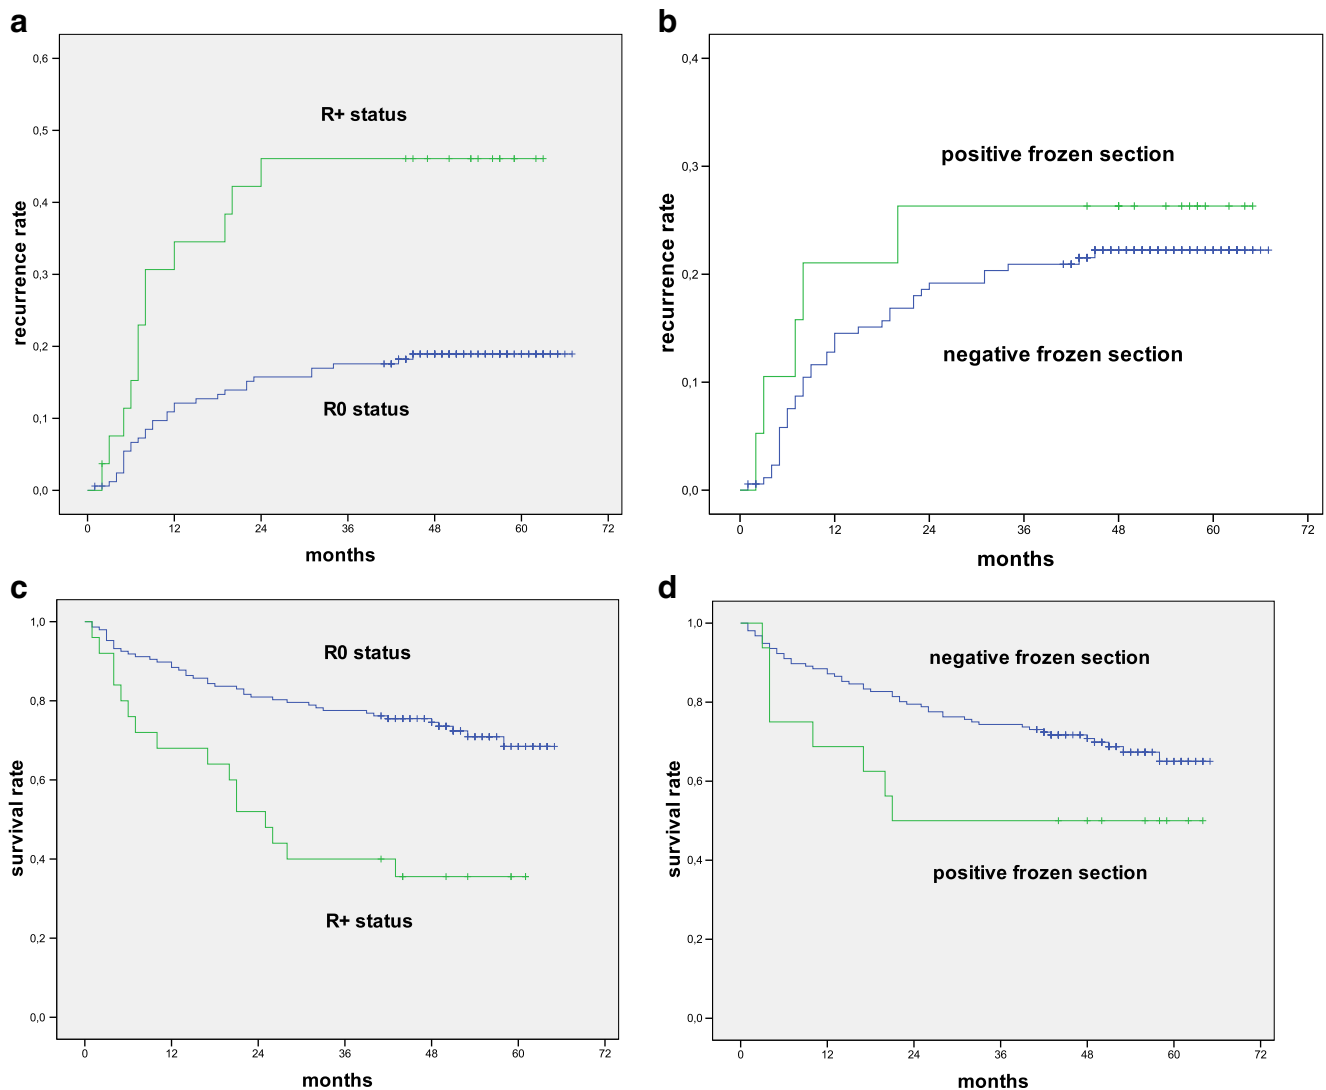 a
0,6
0,5
0,4
0,3
0,2
0,1
0,0
recurrence rate
R+ status
R0 status
0 12 24 36 48 60 72
months
b
0,4
0,3
0,2
0,1
0,0
recurrence rate
positive frozen section
negative frozen section
0 12 24 36 48 60 72
months
c
1,0
0,8
0,6
0,4
0,2
0,0
survival rate
R0 status
R+ status
0 12 24 36 48 60 72
months
d
1,0
0,8
0,6
0,4
0,2
0,0
survival rate
negative frozen section
positive frozen section
0 12 24 36 48 60 72
months